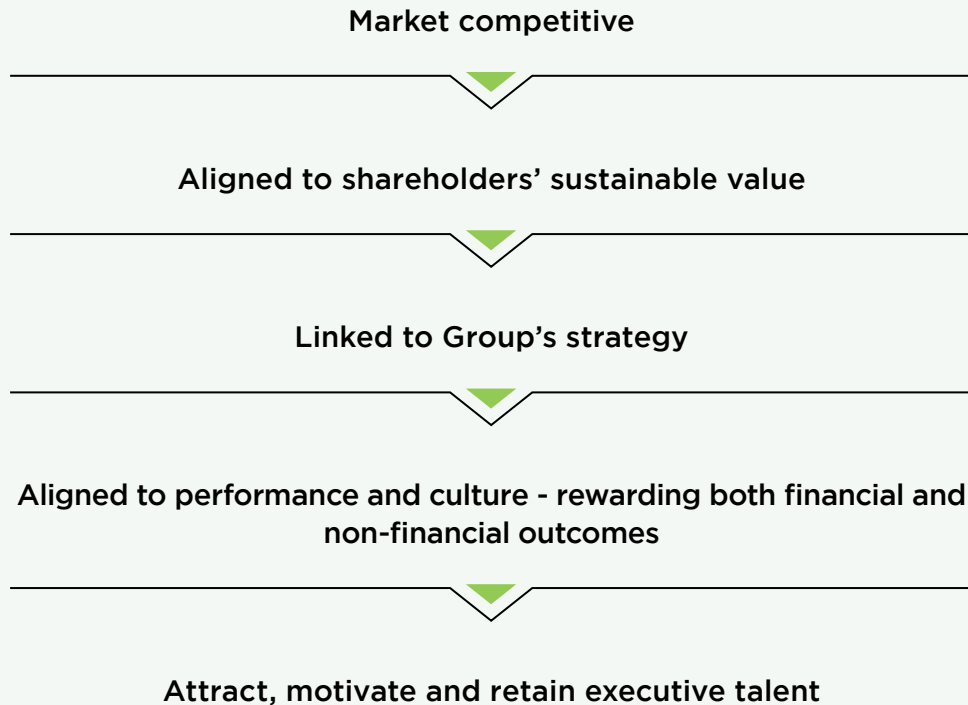 Market competitive
Aligned to shareholders’ sustainable value
Linked to Group’s strategy
Aligned to performance and culture - rewarding both financial and
non-financial outcomes
Attract, motivate and retain executive talent